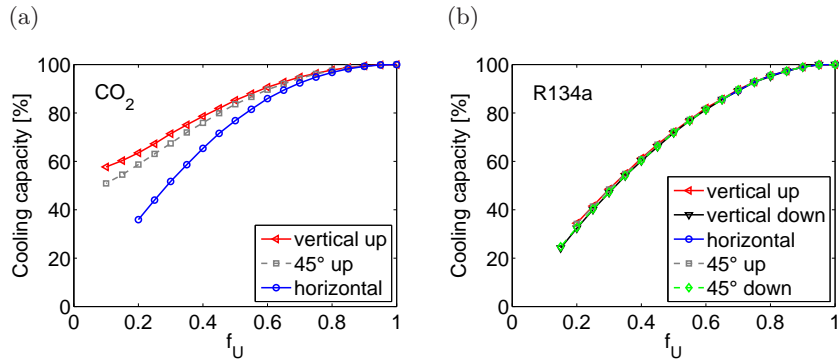 (a)
Cooling capacity [%]
100
80
60
40
20
0
CO2
vertical up
45° up
horizontal
0 0.2 0.4 0.6 0.8 1
fU
(b)
Cooling capacity [%]
100
80
60
40
20
0
R134a
vertical up
vertical down
horizontal
45° up
45° down
0 0.2 0.4 0.6 0.8 1
fU